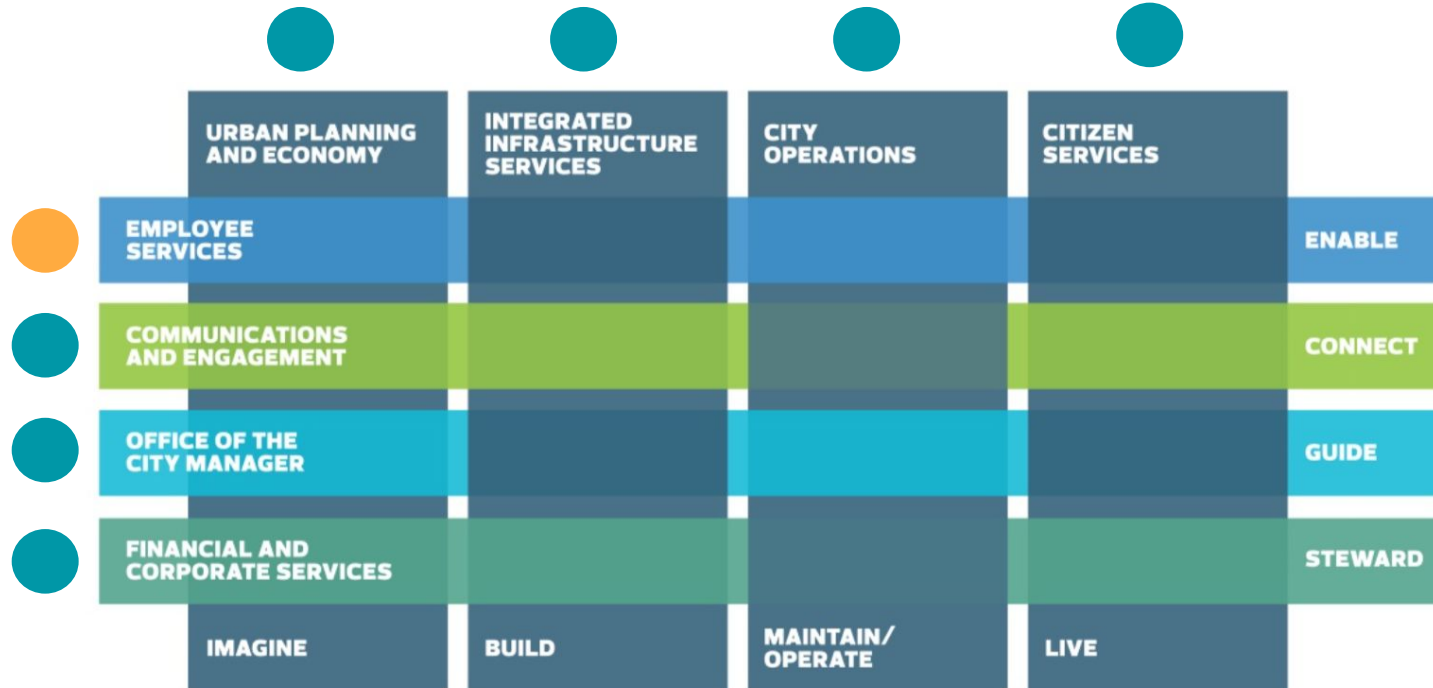 URBAN PLANNING
AND ECONOMY
INTEGRATED
INFRASTRUCTURE
SERVICES
CITY
OPERATIONS
CITIZEN
SERVICES
EMPLOYEE
SERVICES
ENABLE
COMMUNICATIONS
AND ENGAGEMENT
CONNECT
OFFICE OF THE
CITY MANAGER
GUIDE
FINANCIAL AND
CORPORATE SERVICES
STEWARD
IMAGINE
BUILD
MAINTAIN/
OPERATE
LIVE